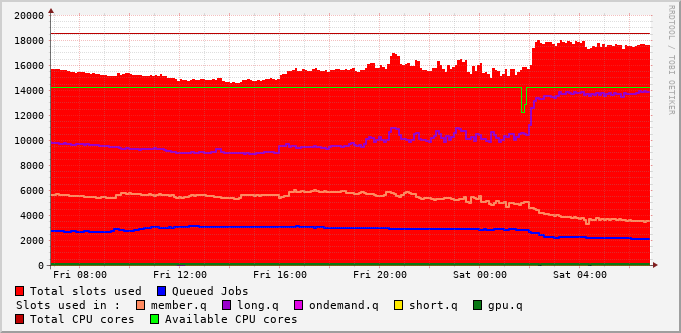 20000
18000
16000
14000
12000
10000
8000
6000
4000
2000
0
Fri 08:00 Fri 12:00 Fri 16:00 Fri 20:00 Sat 00:00 Sat 04:00
RRDTOOL / TOBI OETIKER
Total slots used Queued Jobs
Slots used in : member.q long.q ondemand.q short.q gpu.q
Total CPU cores Available CPU cores